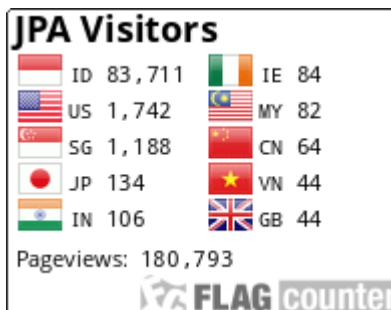 JPA Visitors
ID 83,711 IE 84
US 1,742 MY 82
SG 1,188 CN 64
JP 134 VN 44
IN 106 GB 44
Pageviews: 180,793
FLAG counter